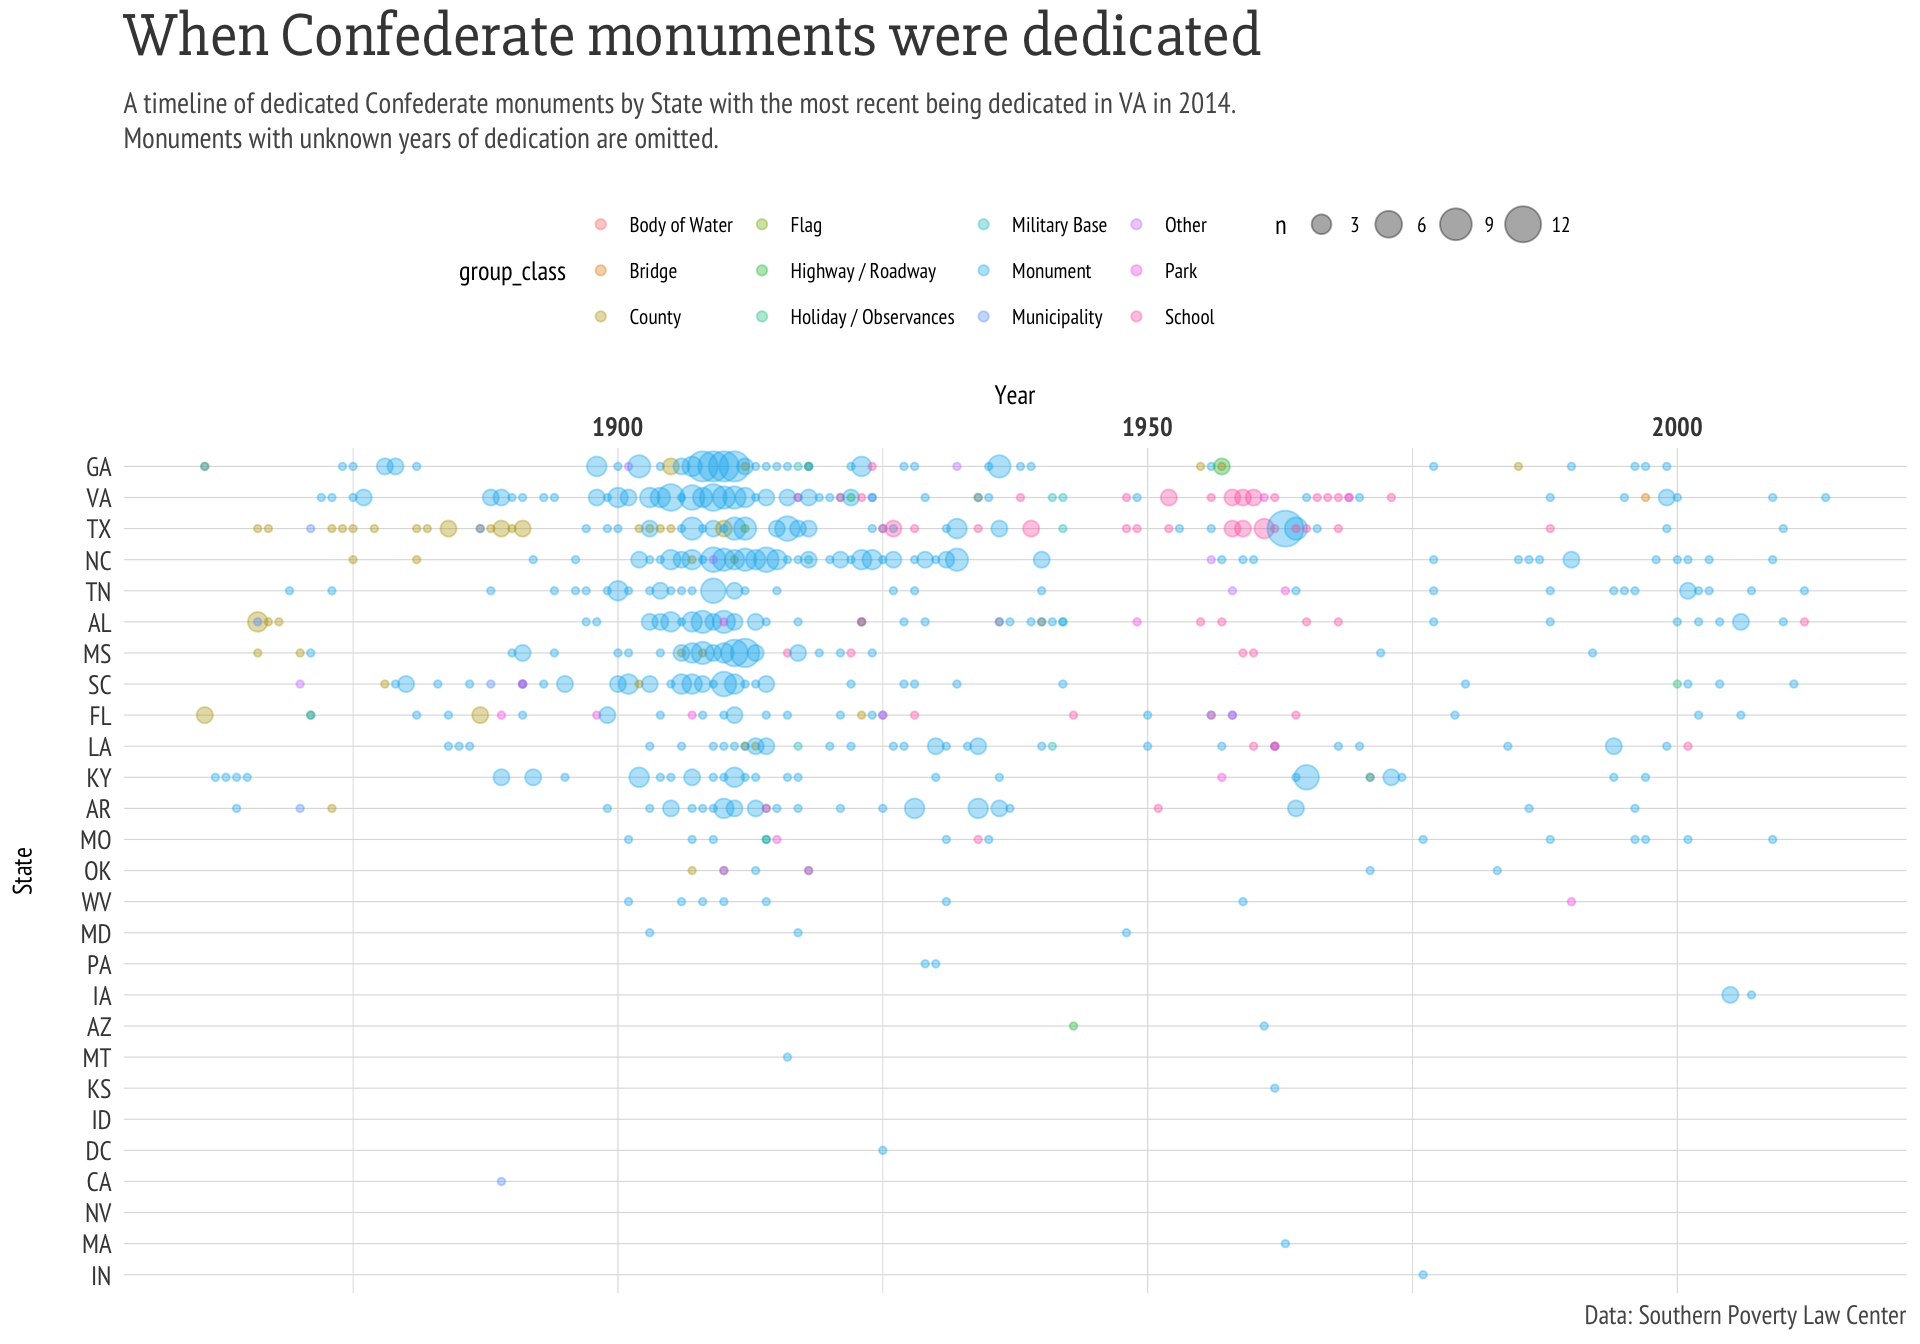 When Confederate monuments were dedicated
A timeline of dedicated Confederate monuments by State with the most recent being dedicated in VA in 2014.
Monuments with unknown years of dedication are omitted.
group_class
Body of Water
Bridge
County
Flag
Highway / Roadway
Holiday / Observances
Military Base
Monument
Municipality
Other
Park
School
n
3
6
9
12
Year
1900
1950
2000
State
GA
VA
TX
NC
TN
AL
MS
SC
FL
LA
KY
AR
MO
OK
WV
MD
PA
IA
AZ
MT
KS
ID
DC
CA
NV
MA
IN
Data: Southern Poverty Law Center